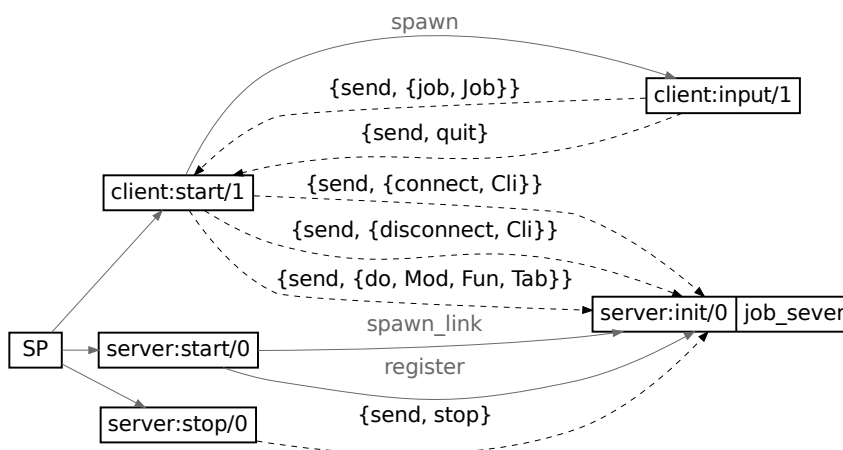 spawn
{send, {job, Job}}
client:input/1
{send, quit}
client:start/1
{send, {connect, Cli}}
{send, {disconnect, Cli}}
{send, {do, Mod, Fun, Tab}}
server:init/0
job_sever
spawn_link
SP
server:start/0
register
{send, stop}
server:stop/0